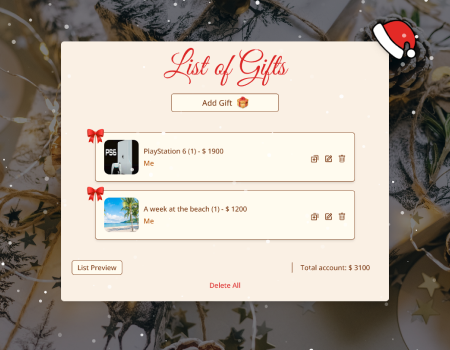 List of Gifts
Add Gift
PS6
PlayStation 6 (1) - $ 1900
Me
A week at the beach (1) - $ 1200
Me
List Preview
Total account: $ 3100
Delete All